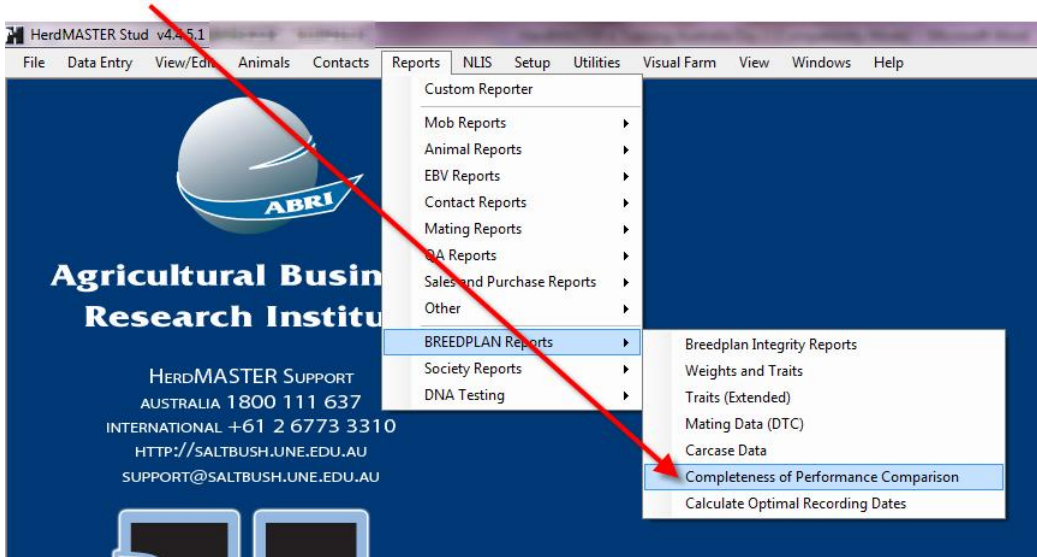 HerdMASTER Stud v4.4.5.1
File Data Entry View/Edit Animals Contacts Reports NLIS Setup Utilities Visual Farm View Windows Help
Custom Reporter
Mob Reports
Animal Reports
EBV Reports
Contact Reports
Mating Reports
QA Reports
Sales and Purchase Reports
Other
BREEDPLAN Reports
Society Reports
DNA Testing
Breedplan Integrity Reports
Weights and Traits
Traits (Extended)
Mating Data (DTC)
Carcase Data
Completeness of Performance Comparison
Calculate Optimal Recording Dates
ABRI
Agricultural Busin
Research Institu
HERDMASTER SUPPORT
AUSTRALIA 1800 111 637
INTERNATIONAL +61 2 6773 3310
HTTP://SALTBUSH.UNE.EDU.AU
SUPPORT@SALTBUSH.UNE.EDU.AU